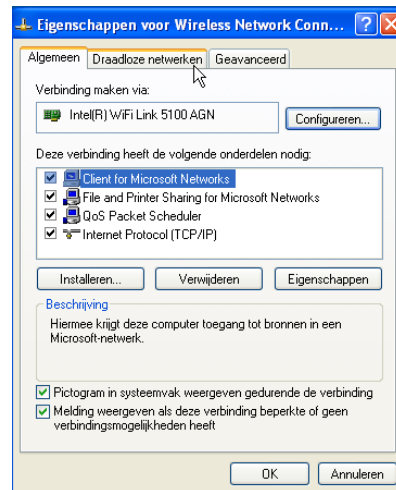 Eigenschappen voor Wireless Network Conn...
Algemeen Draadloze netwerken Geavanceerd
Verbinding maken via:
Intel(R) WiFi Link 5100 AGN
Configureren...
Deze verbinding heeft de volgende onderdelen nodig:
Client for Microsoft Networks
File and Printer Sharing for Microsoft Networks
QoS Packet Scheduler
Internet Protocol (TCP/IP)
Installeren... Verwijderen Eigenschappen
Beschrijving
Hiermee krijgt deze computer toegang tot bronnen in een
Microsoft-netwerk.
Pictogram in systeemvak weergeven gedurende de verbinding
Melding weergeven als deze verbinding beperkte of geen
verbindingsmogelijkheden heeft
OK Annuleren